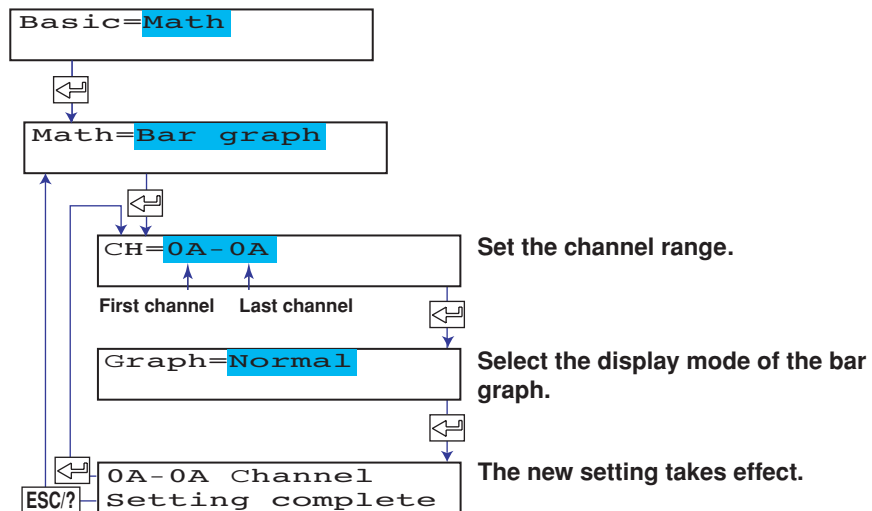 Basic=Math
Math=Bar graph
CH=0A-0A
Set the channel range.
First channel Last channel
Graph=Normal
Select the display mode of the bar
graph.
0A-0A Channel
The new setting takes effect.
ESC/?
Setting complete